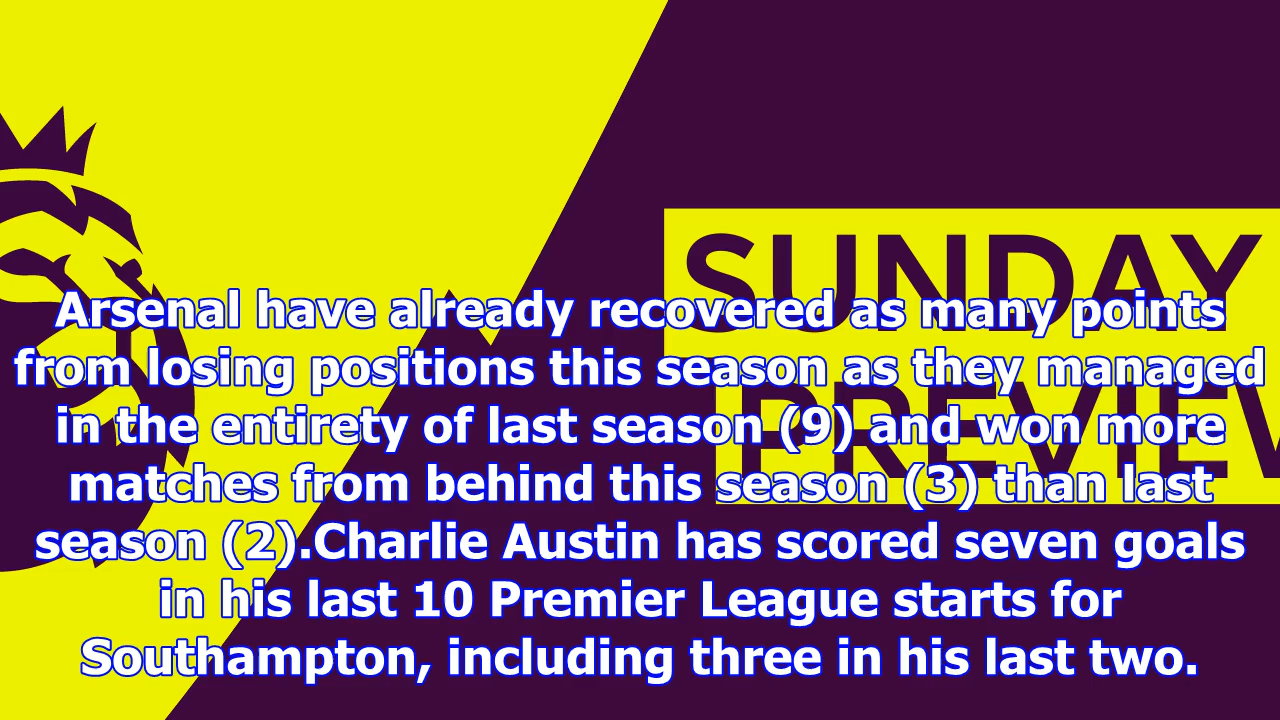 SUNDAY
PREVIEW
Arsenal have already recovered as many points
from losing positions this season as they managed
in the entirety of last season (9) and won more
matches from behind this season (3) than last
season (2).Charlie Austin has scored seven goals
in his last 10 Premier League starts for
Southampton, including three in his last two.